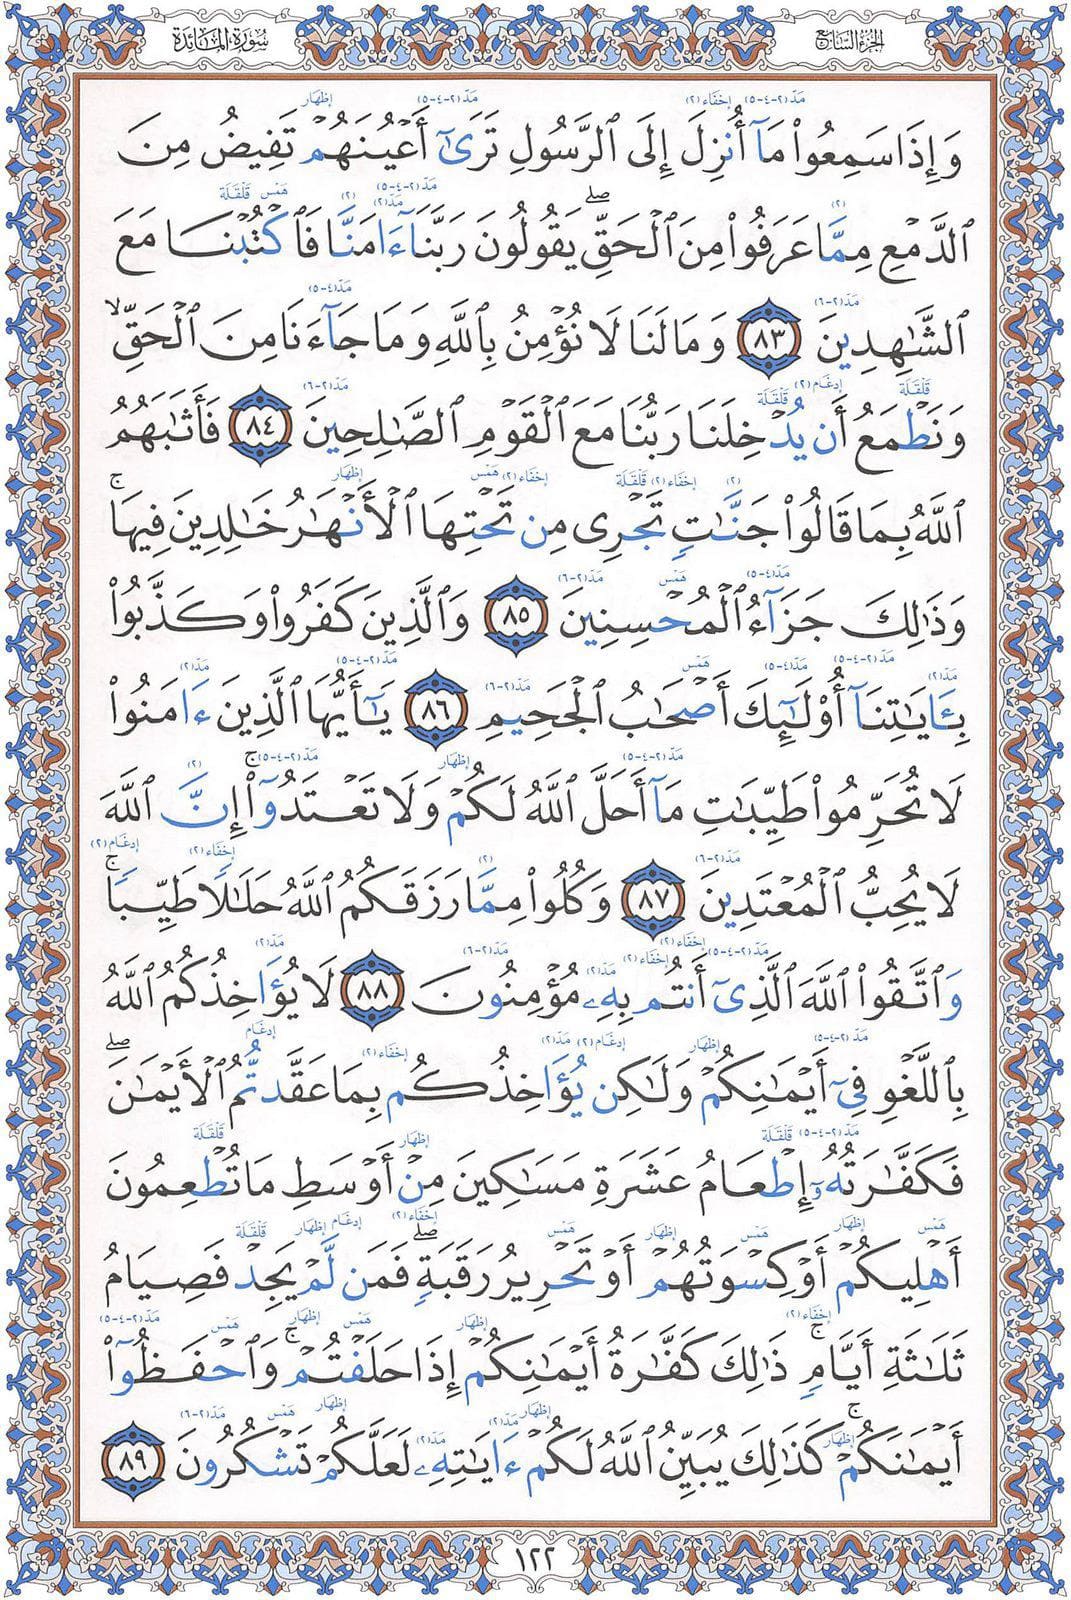 الجزء السابع
سورة المائدة
وَإِذَا سَمِعُوا۟ مَآ أُنزِلَ إِلَى ٱلرَّسُولِ تَرَىٰٓ أَعْيُنَهُمْ تَفِيضُ مِنَ
ٱلدَّمْعِ مِمَّا عَرَفُوا۟ مِنَ ٱلْحَقِّ ۖ يَقُولُونَ رَبَّنَآ ءَامَنَّا فَٱكْتُبْنَا مَعَ
ٱلشَّـٰهِدِينَ ٨٣ وَمَا لَنَا لَا نُؤْمِنُ بِٱللَّهِ وَمَا جَآءَنَا مِنَ ٱلْحَقِّ ۙ
وَنَطْمَعُ أَن يُدْخِلَنَا رَبُّنَا مَعَ ٱلْقَوْمِ ٱلصَّـٰلِحِينَ ٨٤ فَأَثَـٰبَهُمُ
ٱللَّهُ بِمَا قَالُوا۟ جَنَّـٰتٍ تَجْرِى مِن تَحْتِهَا ٱلْأَنْهَـٰرُ خَـٰلِدِينَ فِيهَا ۚ
وَذَٰلِكَ جَزَآءُ ٱلْمُحْسِنِينَ ٨٥ وَٱلَّذِينَ كَفَرُوا۟ وَكَذَّبُوا۟
بِـَٔايَـٰتِنَآ أُو۟لَـٰٓئِكَ أَصْحَـٰبُ ٱلْجَحِيمِ ٨٦ يَـٰٓأَيُّهَا ٱلَّذِينَ ءَامَنُوا۟
لَا تُحَرِّمُوا۟ طَيِّبَـٰتِ مَآ أَحَلَّ ٱللَّهُ لَكُمْ وَلَا تَعْتَدُوٓا۟ ۚ إِنَّ ٱللَّهَ
لَا يُحِبُّ ٱلْمُعْتَدِينَ ٨٧ وَكُلُوا۟ مِمَّا رَزَقَكُمُ ٱللَّهُ حَلَـٰلًا طَيِّبًا ۚ
وَٱتَّقُوا۟ ٱللَّهَ ٱلَّذِىٓ أَنتُم بِهِۦ مُؤْمِنُونَ ٨٨ لَا يُؤَاخِذُكُمُ ٱللَّهُ
بِٱللَّغْوِ فِىٓ أَيْمَـٰنِكُمْ وَلَـٰكِن يُؤَاخِذُكُم بِمَا عَقَّدتُّمُ ٱلْأَيْمَـٰنَ ۖ
فَكَفَّـٰرَتُهُۥٓ إِطْعَامُ عَشَرَةِ مَسَـٰكِينَ مِنْ أَوْسَطِ مَا تُطْعِمُونَ
أَهْلِيكُمْ أَوْ كِسْوَتُهُمْ أَوْ تَحْرِيرُ رَقَبَةٍ ۖ فَمَن لَّمْ يَجِدْ فَصِيَامُ
ثَلَـٰثَةِ أَيَّامٍ ۚ ذَٰلِكَ كَفَّـٰرَةُ أَيْمَـٰنِكُمْ إِذَا حَلَفْتُمْ ۚ وَٱحْفَظُوٓا۟
أَيْمَـٰنَكُمْ ۚ كَذَٰلِكَ يُبَيِّنُ ٱللَّهُ لَكُمْ ءَايَـٰتِهِۦ لَعَلَّكُمْ تَشْكُرُونَ ٨٩
١٢٢